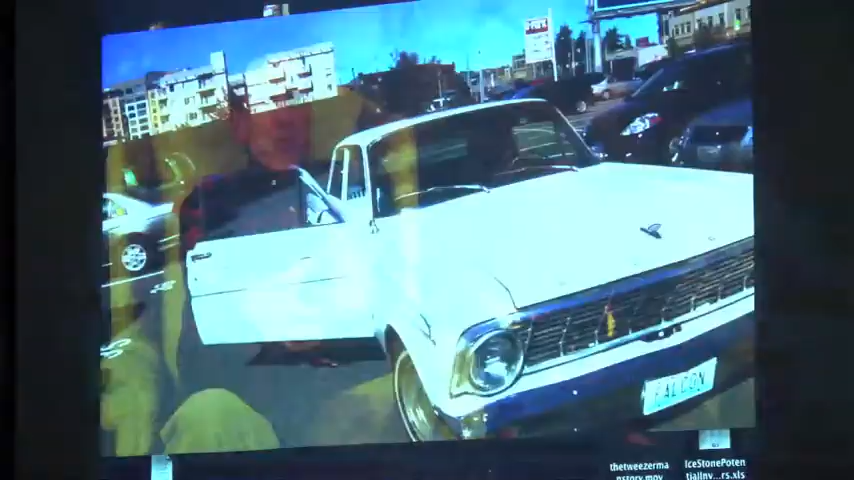 FALCON
thetweezerma
nstory.mov
IceStonePoten
tialInv...rs.xls